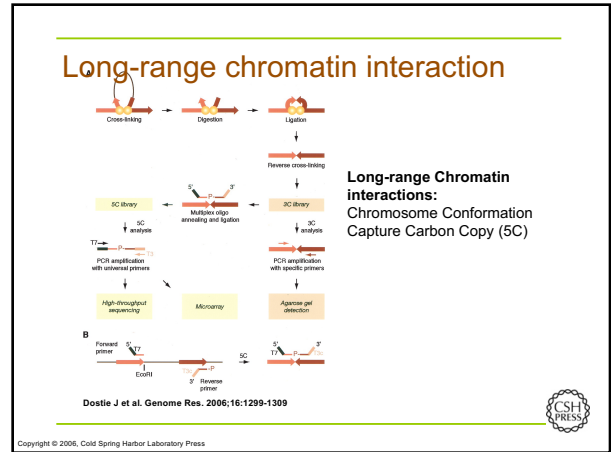 Long-range chromatin interaction
A
Cross-linking
Digestion
Ligation
Reverse cross-linking
5' 3'
-P-
5C library
Multiplex oligo
annealing and ligation
3C library
5C
analysis
3C
analysis
T7
-P-
T3
PCR amplification
with universal primers
PCR amplification
with specific primers
High-throughput
sequencing
Microarray
Agarose gel
detection
Long-range Chromatin
interactions:
Chromosome Conformation
Capture Carbon Copy (5C)
B
Forward
primer
5'
T7
EcoRI
-P
3'
Reverse
primer
5C
5' 3'
T7
-P-
Dostie J et al. Genome Res. 2006;16:1299-1309
CSH
PRESS
Copyright © 2006, Cold Spring Harbor Laboratory Press